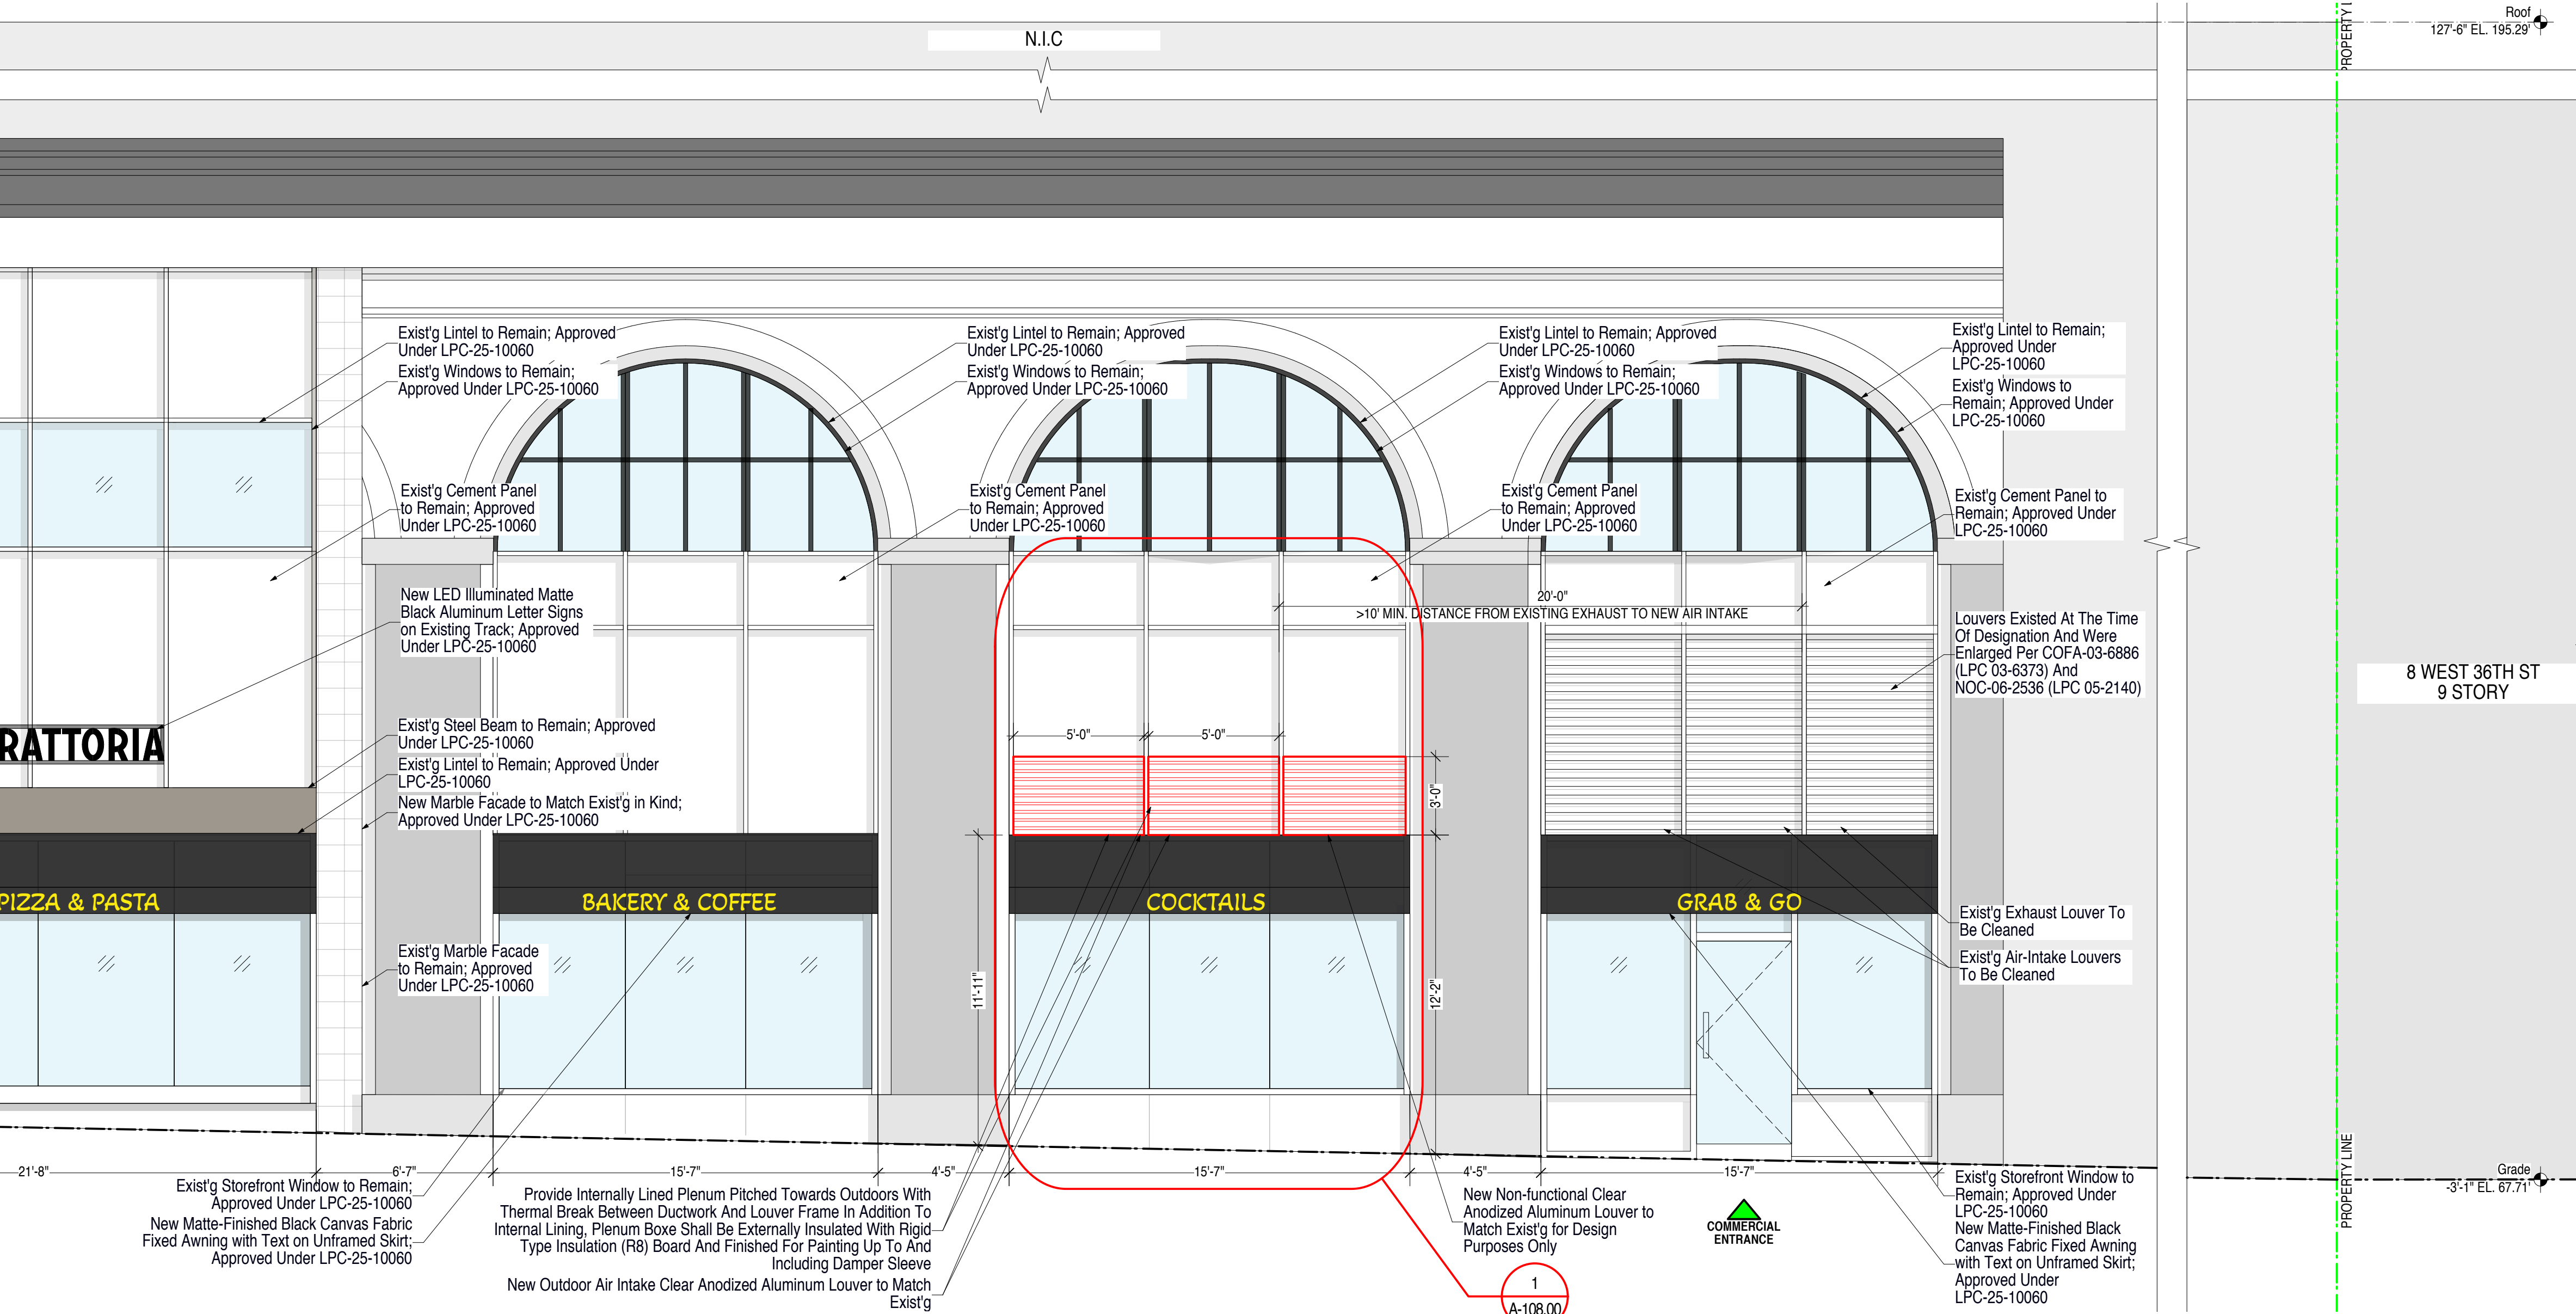 N.I.C
Roof
127'-6" EL. 195.29'
PROPERTY L
Exist'g Lintel to Remain; Approved
Under LPC-25-10060
Exist'g Windows to Remain;
Approved Under LPC-25-10060
Exist'g Lintel to Remain; Approved
Under LPC-25-10060
Exist'g Windows to Remain;
Approved Under LPC-25-10060
Exist'g Lintel to Remain; Approved
Under LPC-25-10060
Exist'g Windows to Remain;
Approved Under LPC-25-10060
Exist'g Lintel to Remain;
Approved Under
LPC-25-10060
Exist'g Windows to
Remain; Approved Under
LPC-25-10060
Exist'g Cement Panel
to Remain; Approved
Under LPC-25-10060
Exist'g Cement Panel
to Remain; Approved
Under LPC-25-10060
Exist'g Cement Panel
to Remain; Approved
Under LPC-25-10060
Exist'g Cement Panel to
Remain; Approved Under
LPC-25-10060
New LED Illuminated Matte
Black Aluminum Letter Signs
on Existing Track; Approved
Under LPC-25-10060
20'-0"
>10' MIN. DISTANCE FROM EXISTING EXHAUST TO NEW AIR INTAKE
Louvers Existed At The Time
Of Designation And Were
Enlarged Per COFA-03-6886
(LPC 03-6373) And
NOC-06-2536 (LPC 05-2140)
8 WEST 36TH ST
9 STORY
RATTORIA
Exist'g Steel Beam to Remain; Approved
Under LPC-25-10060
Exist'g Lintel to Remain; Approved Under
LPC-25-10060
New Marble Facade to Match Exist'g in Kind;
Approved Under LPC-25-10060
5'-0"
5'-0"
3'-0"
PIZZA & PASTA
BAKERY & COFFEE
COCKTAILS
GRAB & GO
Exist'g Exhaust Louver To
Be Cleaned
Exist'g Air-Intake Louvers
To Be Cleaned
Exist'g Marble Facade
to Remain; Approved
Under LPC-25-10060
11'-11"
12'-2"
21'-8"
6'-7"
15'-7"
4'-5"
15'-7"
4'-5"
15'-7"
PROPERTY LINE
Grade
-3'-1" EL. 67.71'
Exist'g Storefront Window to Remain;
Approved Under LPC-25-10060
New Matte-Finished Black Canvas Fabric
Fixed Awning with Text on Unframed Skirt;
Approved Under LPC-25-10060
Provide Internally Lined Plenum Pitched Towards Outdoors With
Thermal Break Between Ductwork And Louver Frame In Addition To
Internal Lining, Plenum Boxe Shall Be Externally Insulated With Rigid
Type Insulation (R8) Board And Finished For Painting Up To And
Including Damper Sleeve
New Outdoor Air Intake Clear Anodized Aluminum Louver to Match
Exist'g
New Non-functional Clear
Anodized Aluminum Louver to
Match Exist'g for Design
Purposes Only
1
A-108.00
COMMERCIAL
ENTRANCE
Exist'g Storefront Window to
Remain; Approved Under
LPC-25-10060
New Matte-Finished Black
Canvas Fabric Fixed Awning
with Text on Unframed Skirt;
Approved Under
LPC-25-10060